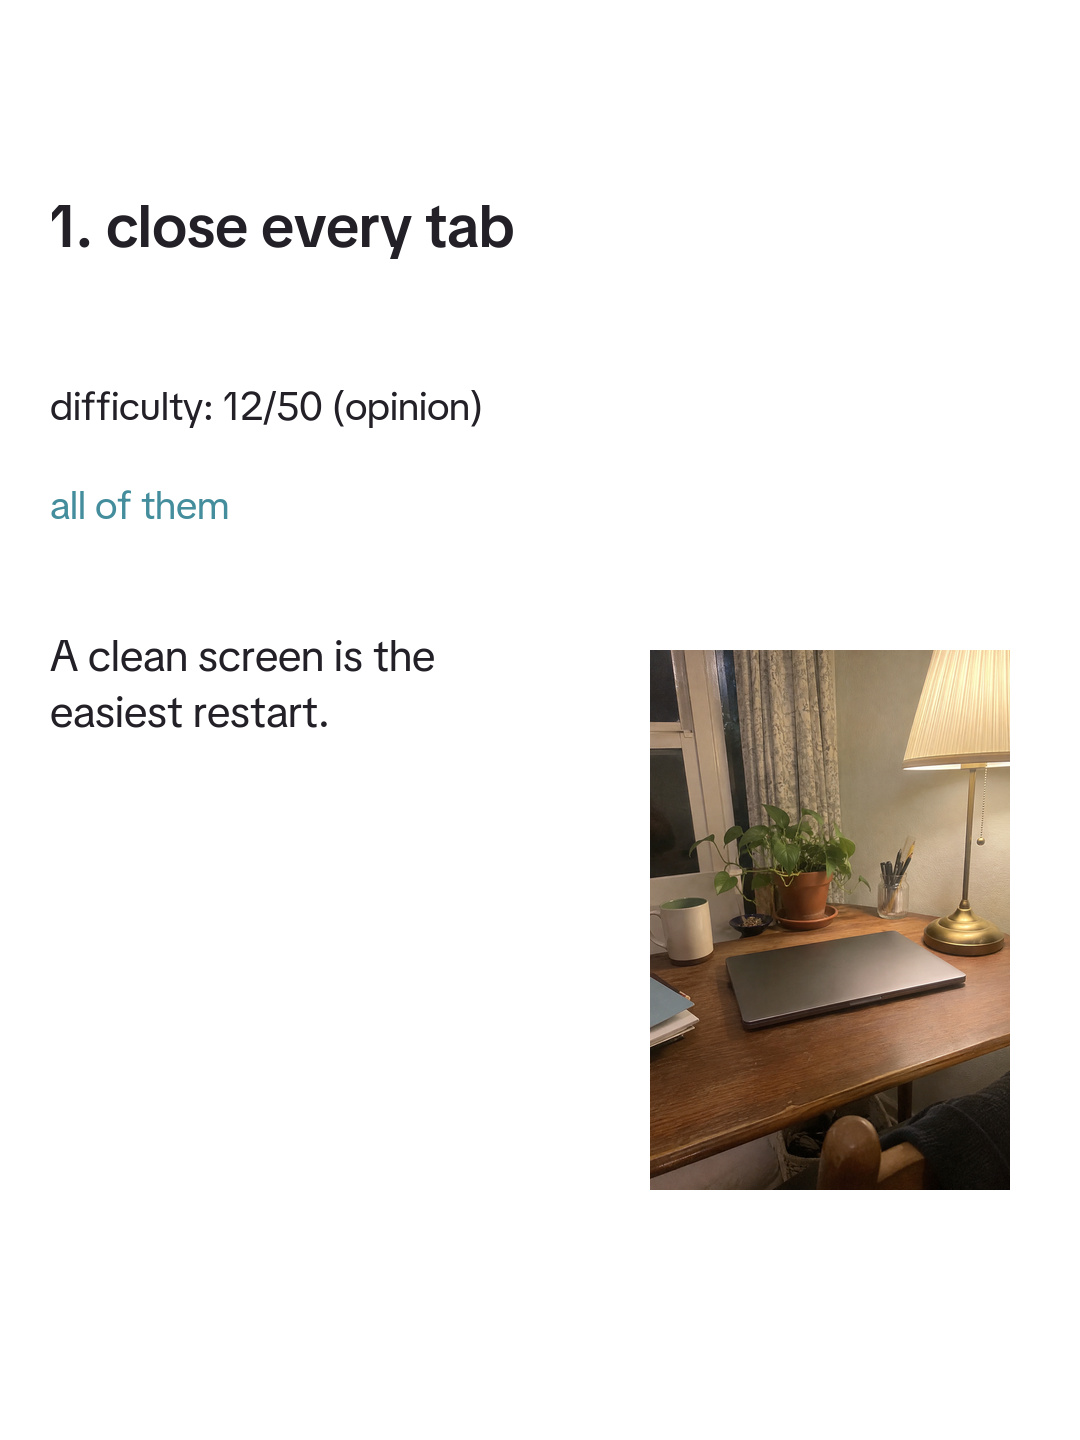 1. close every tab
difficulty: 12/50 (opinion)
all of them
A clean screen is the
easiest restart.